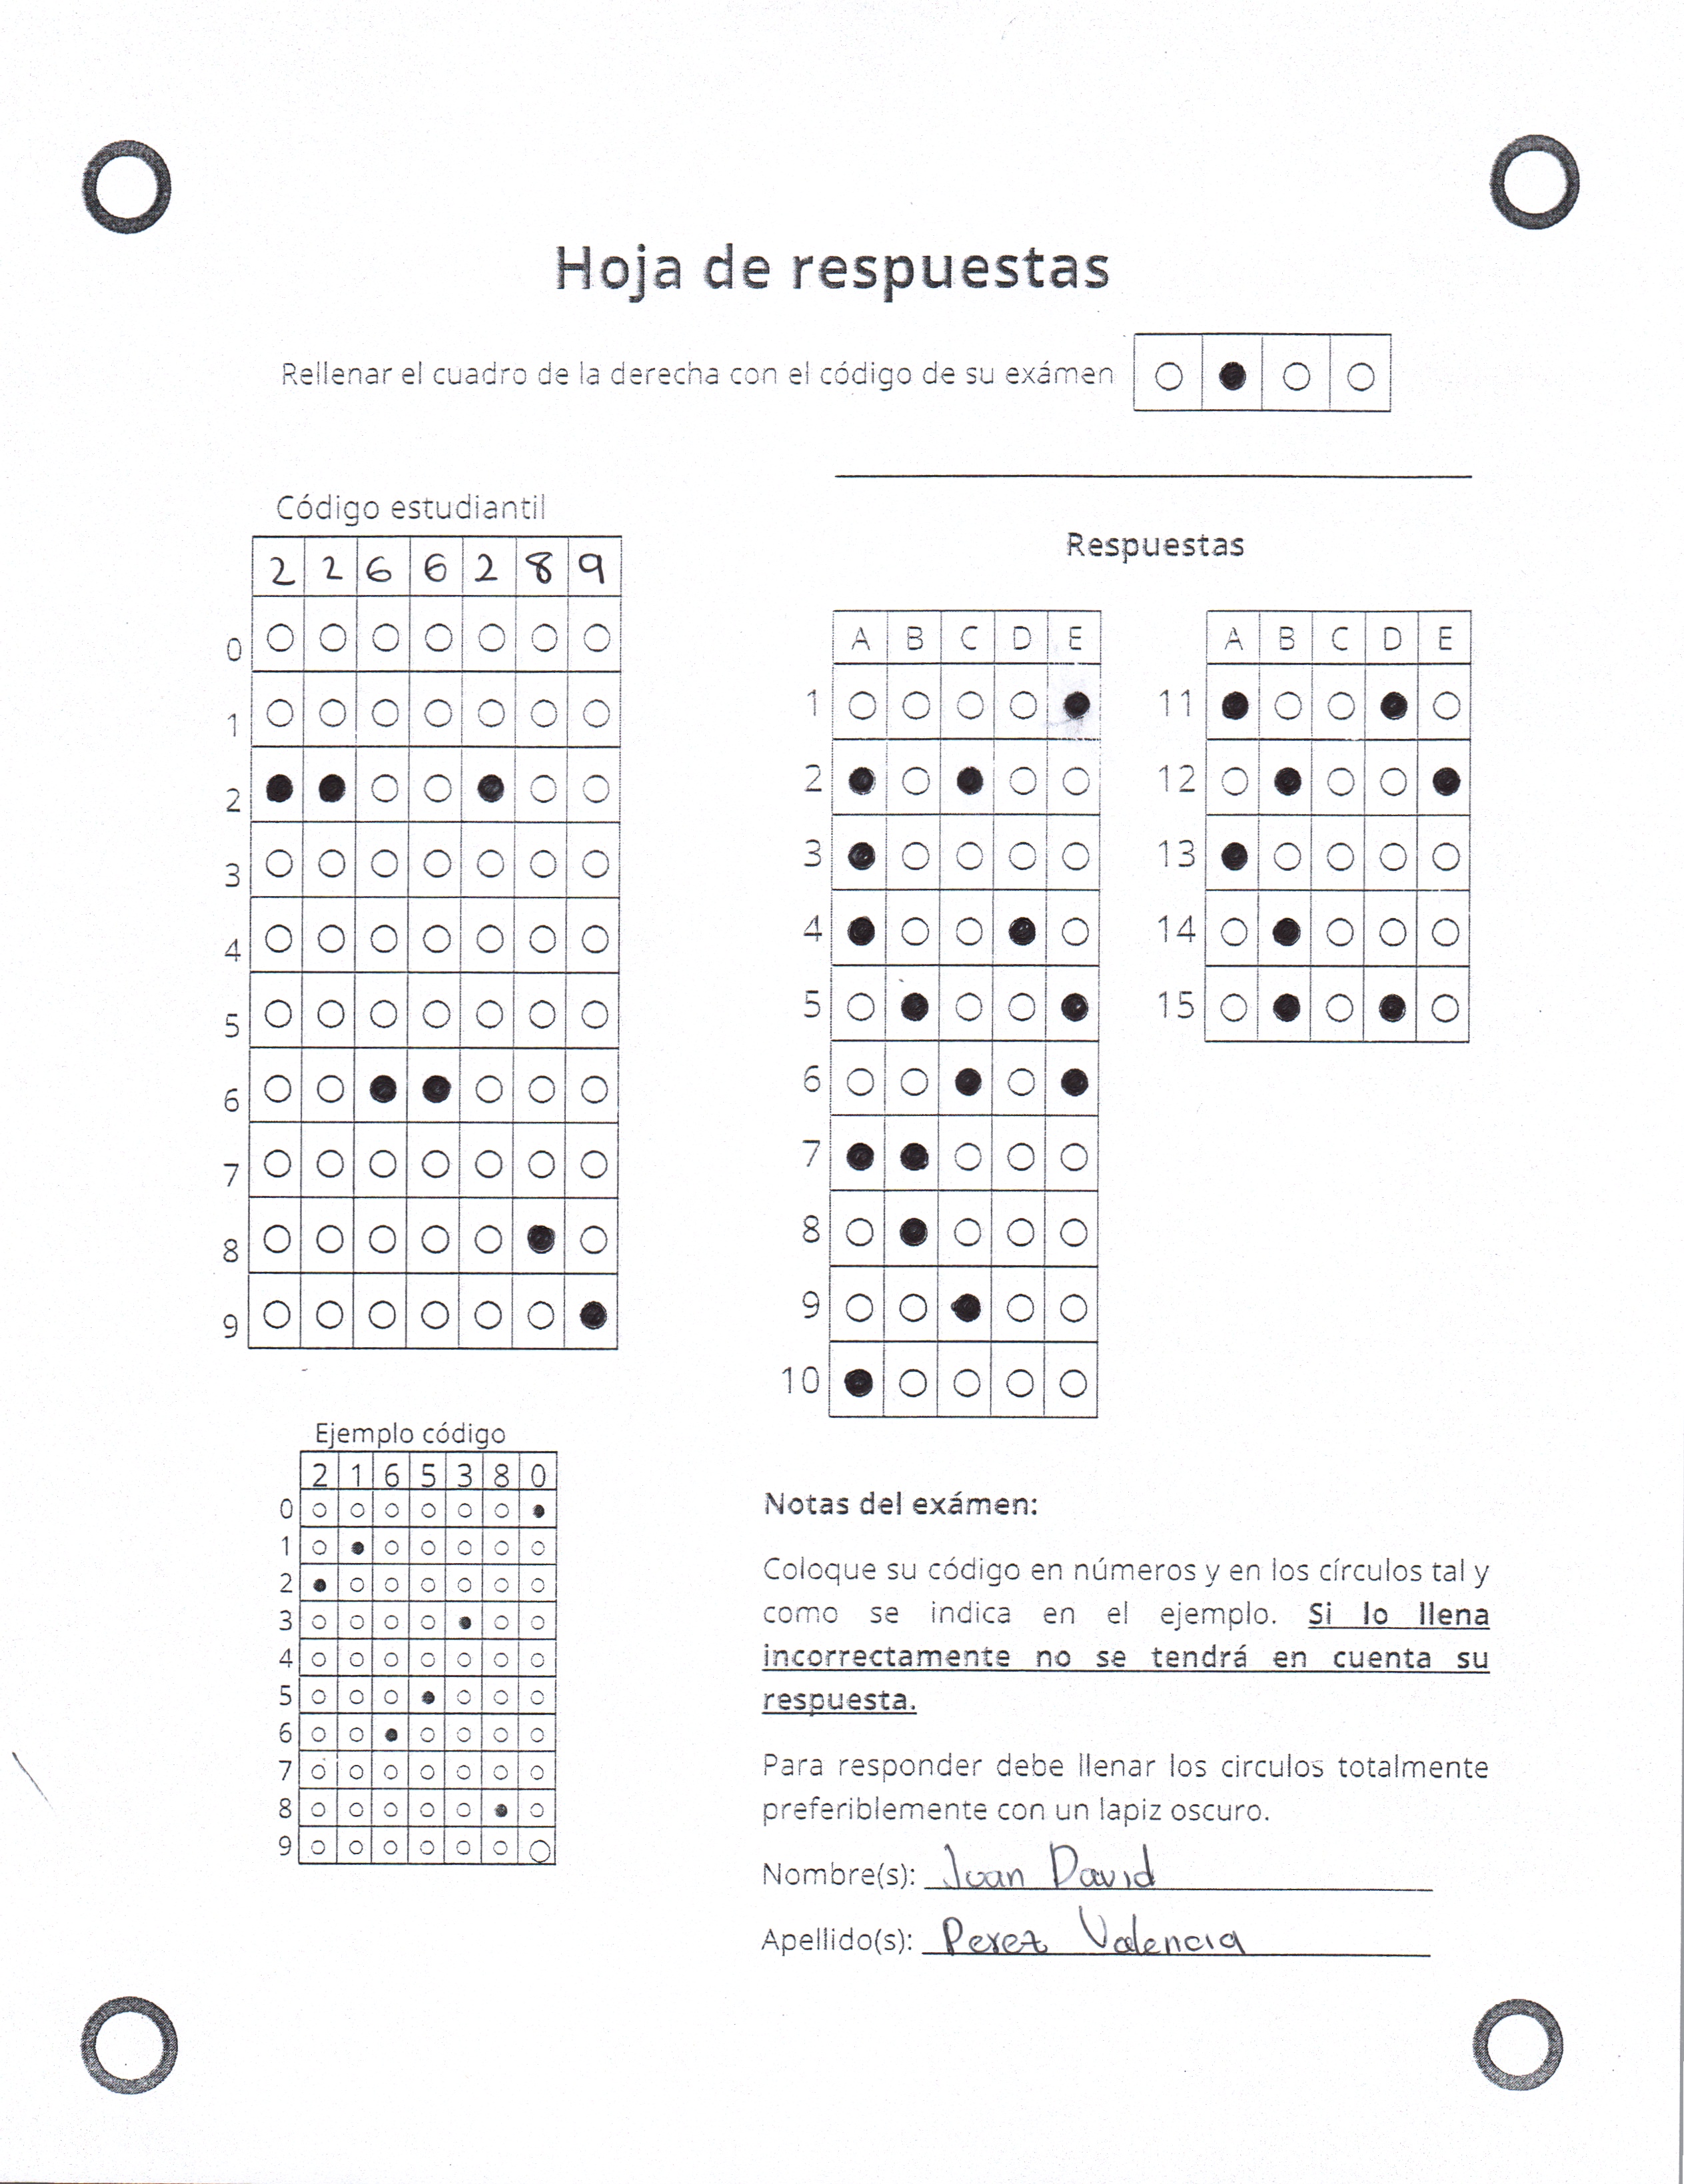 Hoja de respuestas
Rellenar el cuadro de la derecha con el código de su exámen
Código estudiantil
2 2 6 6 2 8 9
0
1
2
3
4
5
6
7
8
9
Respuestas
A B C D E
1
2
3
4
5
6
7
8
9
10
A B C D E
11
12
13
14
15
Ejemplo código
2 1 6 5 3 8 0
0
1
2
3
4
5
6
7
8
9
Notas del exámen:
Coloque su código en números y en los círculos tal y
como se indica en el ejemplo. Si lo llena
incorrectamente no se tendrá en cuenta su
respuesta.
Para responder debe llenar los circulos totalmente
preferiblemente con un lapiz oscuro.
Nombre(s): Juan David
Apellido(s): Perez Valencia